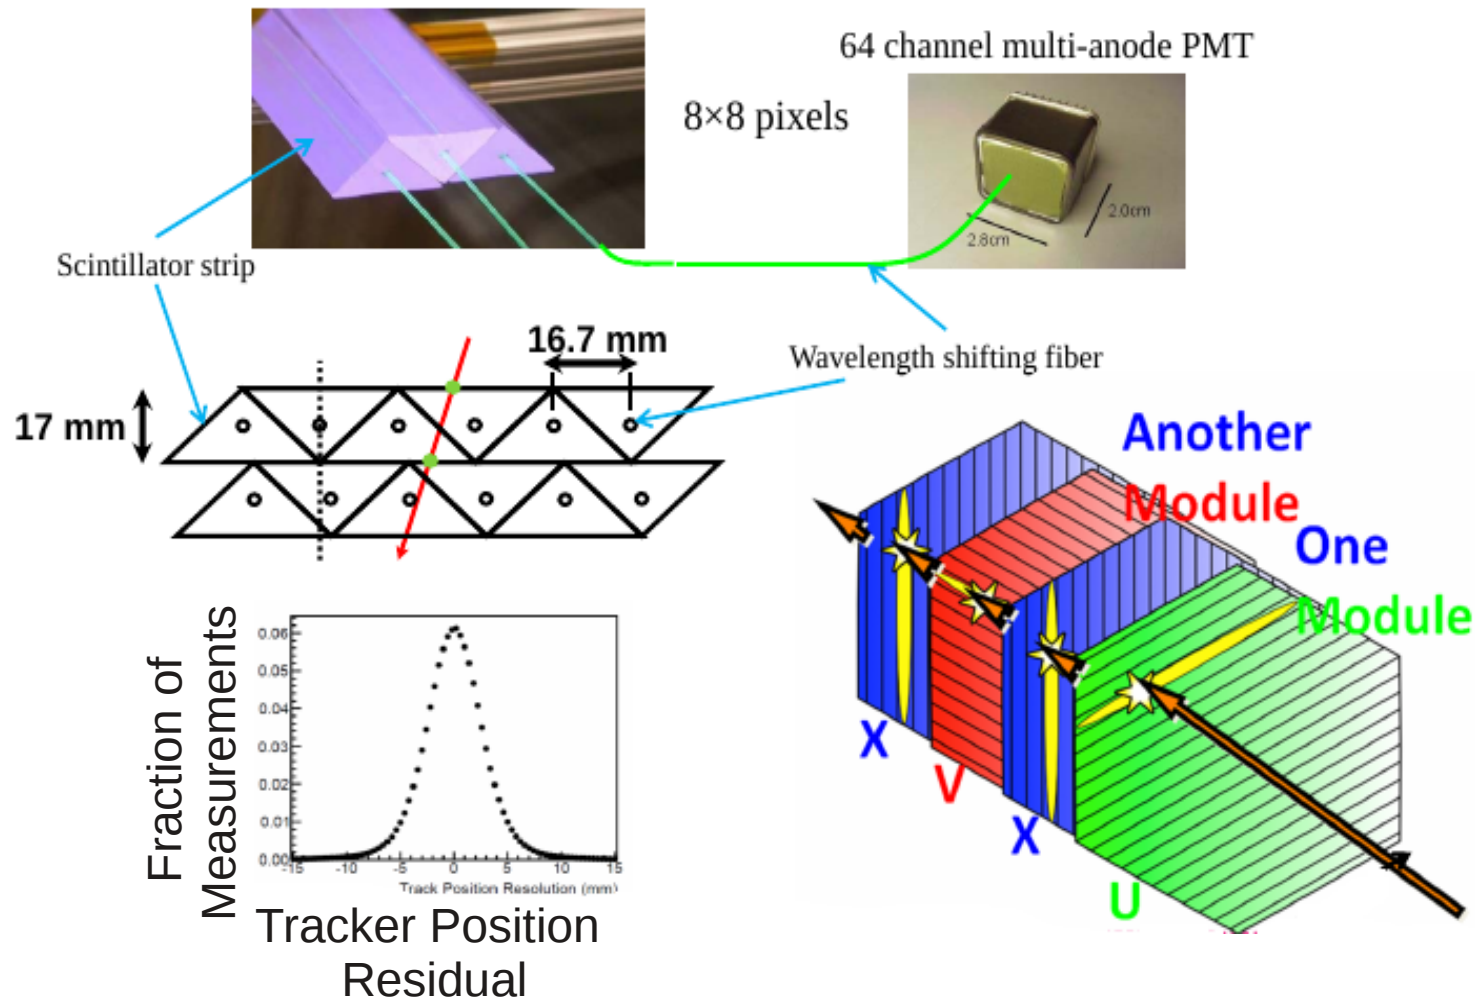 64 channel multi-anode PMT
8×8 pixels
2.0cm
2.8cm
Scintillator strip
16.7 mm
Wavelength shifting fiber
17 mm
Another
Module
One
Module
X
V
X
U
Fraction of
Measurements
0.06
0.05
0.04
0.03
0.02
0.01
0.00
-15 -10 -5 0 5 10 15
Track Position Resolution (mm)
Tracker Position
Residual